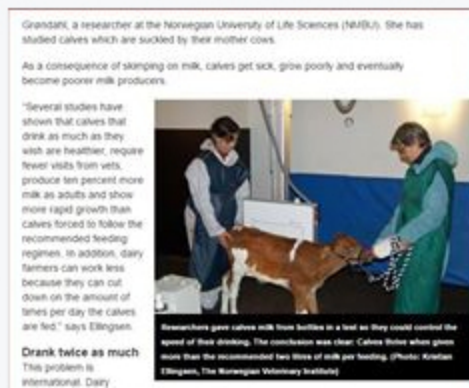 Grøndahl, a researcher at the Norwegian University of Life Sciences (NMBU). She has
studied calves which are suckled by their mother cows.
As a consequence of skimping on milk, calves get sick, grow poorly and eventually
become poorer milk producers.
"Several studies have
shown that calves that
drink as much as they
wish are healthier, require
fewer visits from vets,
produce ten percent more
milk as adults and show
more rapid growth than
calves forced to follow the
recommended feeding
regimen. In addition, dairy
farmers can work less
because they can cut
down on the amount of
times per day the calves
are fed." says Ellingsen.
Drank twice as much
This problem is
international. Dairy
Researchers gave calves milk from bottles in a test so they could control the
speed of their drinking. The conclusion was clear: Calves thrive when given
more than the recommended two litres of milk per feeding. (Photo: Kristian
Ellingsen, The Norwegian Veterinary Institute)